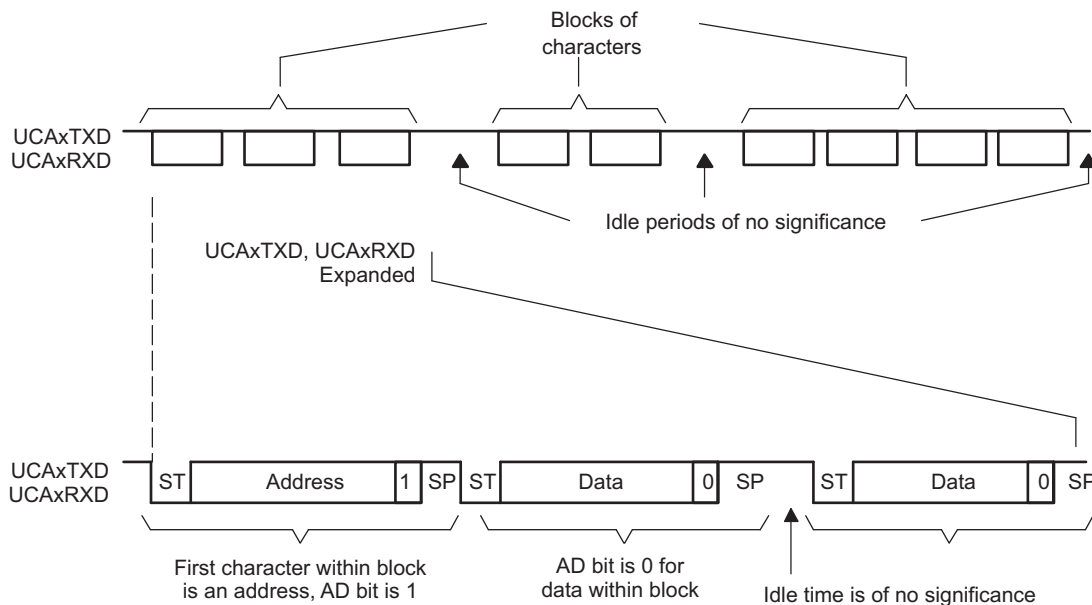 Blocks of
characters
UCAxTXD
UCAxRXD
Idle periods of no significance
UCAxTXD, UCAxRXD
Expanded
UCAxTXD
UCAxRXD
ST Address 1 SP ST Data 0 SP ST Data 0 SP
First character within block
is an address, AD bit is 1
AD bit is 0 for
data within block
Idle time is of no significance